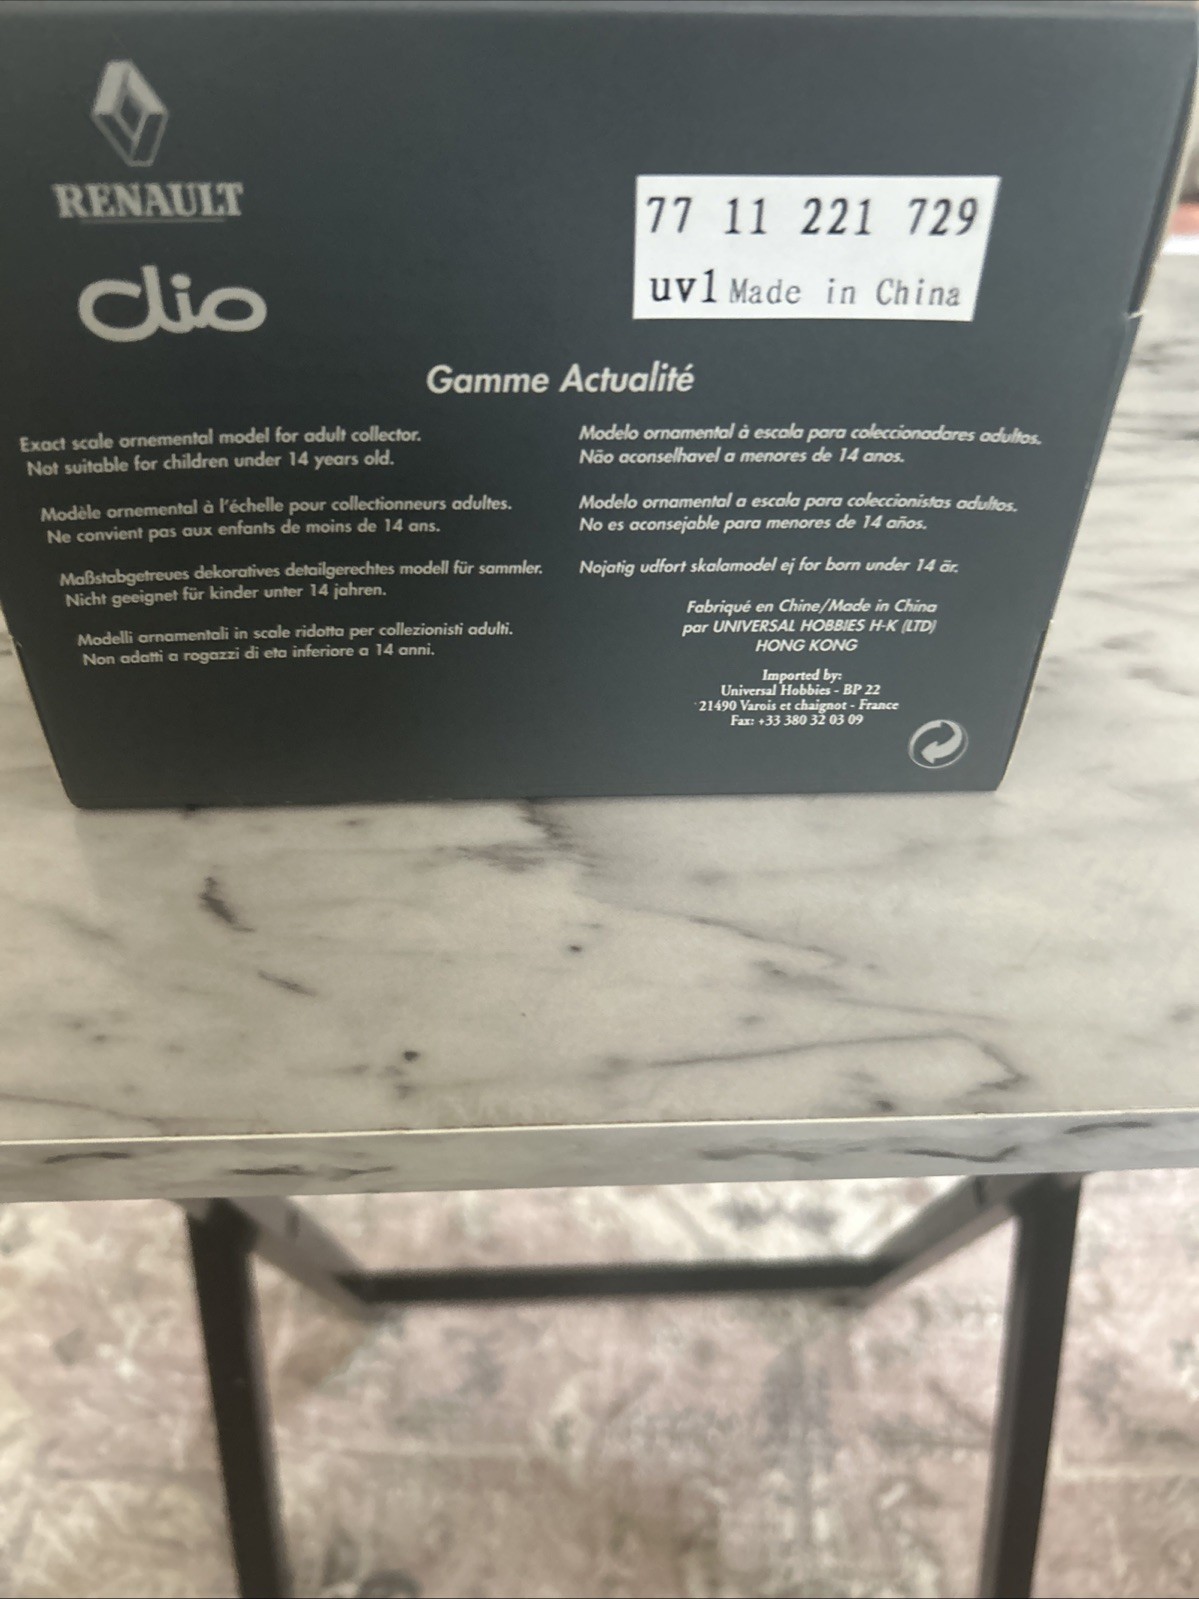 RENAULT
clio
77 11 221 729
uv1 Made in China
Gamme Actualité
Exact scale ornemental model for adult collector.
Not suitable for children under 14 years old.
Modèle ornemental à l'échelle pour collectionneurs adultes.
Ne convient pas aux enfants de moins de 14 ans.
Maßstabgetreues dekoratives detailgerechtes modell für sammler.
Nicht geeignet für kinder unter 14 jahren.
Modelli ornamentali in scale ridotta per collezionisti adulti.
Non adatti a rogazzi di eta inferiore a 14 anni.
Modelo ornamental à escala para coleccionadares adultos.
Não aconselhavel a menores de 14 anos.
Modelo ornamental a escala para coleccionistas adultos.
No es aconsejable para menores de 14 años.
Nojatig udfort skalamodel ej for born under 14 är.
Fabriqué en Chine/Made in China
par UNIVERSAL HOBBIES H-K (LTD)
HONG KONG
Imported by:
Universal Hobbies - BP 22
21490 Varois et chaignot - France
Fax: +33 380 32 03 09